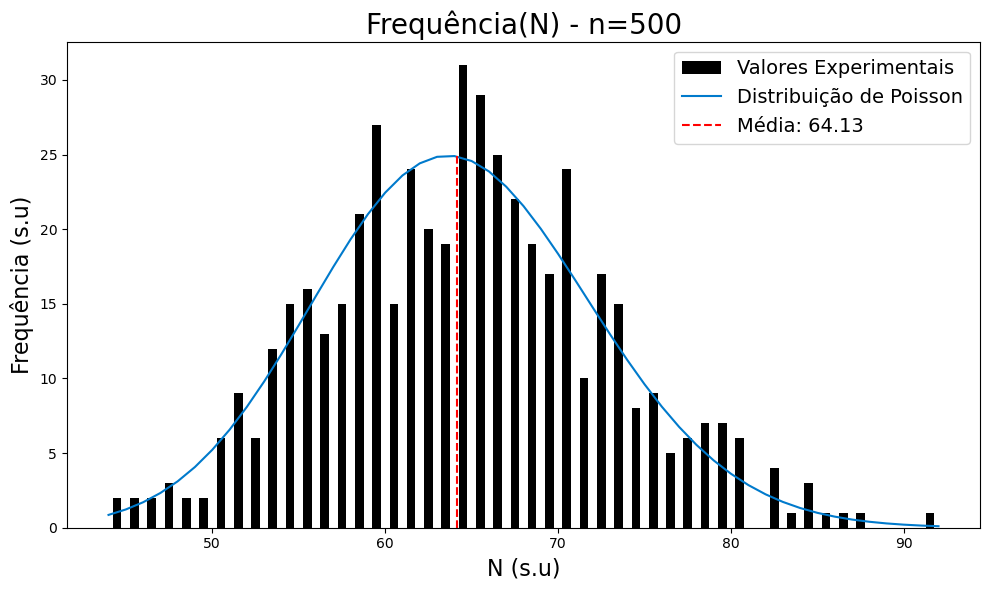 Frequência(N) - n=500
Valores Experimentais
Distribuição de Poisson
Média: 64.13
Frequência (s.u)
30
25
20
15
10
5
0
50 60 70 80 90
N (s.u)